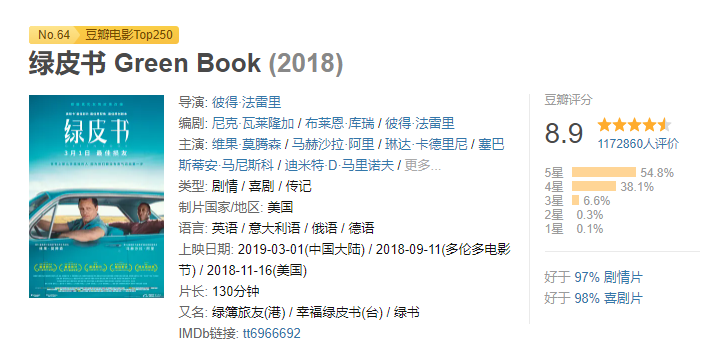 No.64 豆瓣电影Top250
绿皮书 Green Book (2018)
绿皮书
3月1日 最佳朋友
导演: 彼得·法雷里
编剧: 尼克·瓦莱隆加 / 布莱恩·库瑞 / 彼得·法雷里
主演: 维果·莫腾森 / 马赫沙拉·阿里 / 琳达·卡德里尼 / 塞巴
斯蒂安·马尼斯科 / 迪米特·D·马里诺夫 / 更多...
类型: 剧情 / 喜剧 / 传记
制片国家/地区: 美国
语言: 英语 / 意大利语 / 俄语 / 德语
上映日期: 2019-03-01(中国大陆) / 2018-09-11(多伦多电影
节) / 2018-11-16(美国)
片长: 130分钟
又名: 绿簿旅友(港) / 幸福绿皮书(台) / 绿书
IMDb链接: tt6966692
豆瓣评分
8.9
1172860人评价
5星 54.8%
4星 38.1%
3星 6.6%
2星 0.3%
1星 0.1%
好于 97% 剧情片
好于 98% 喜剧片